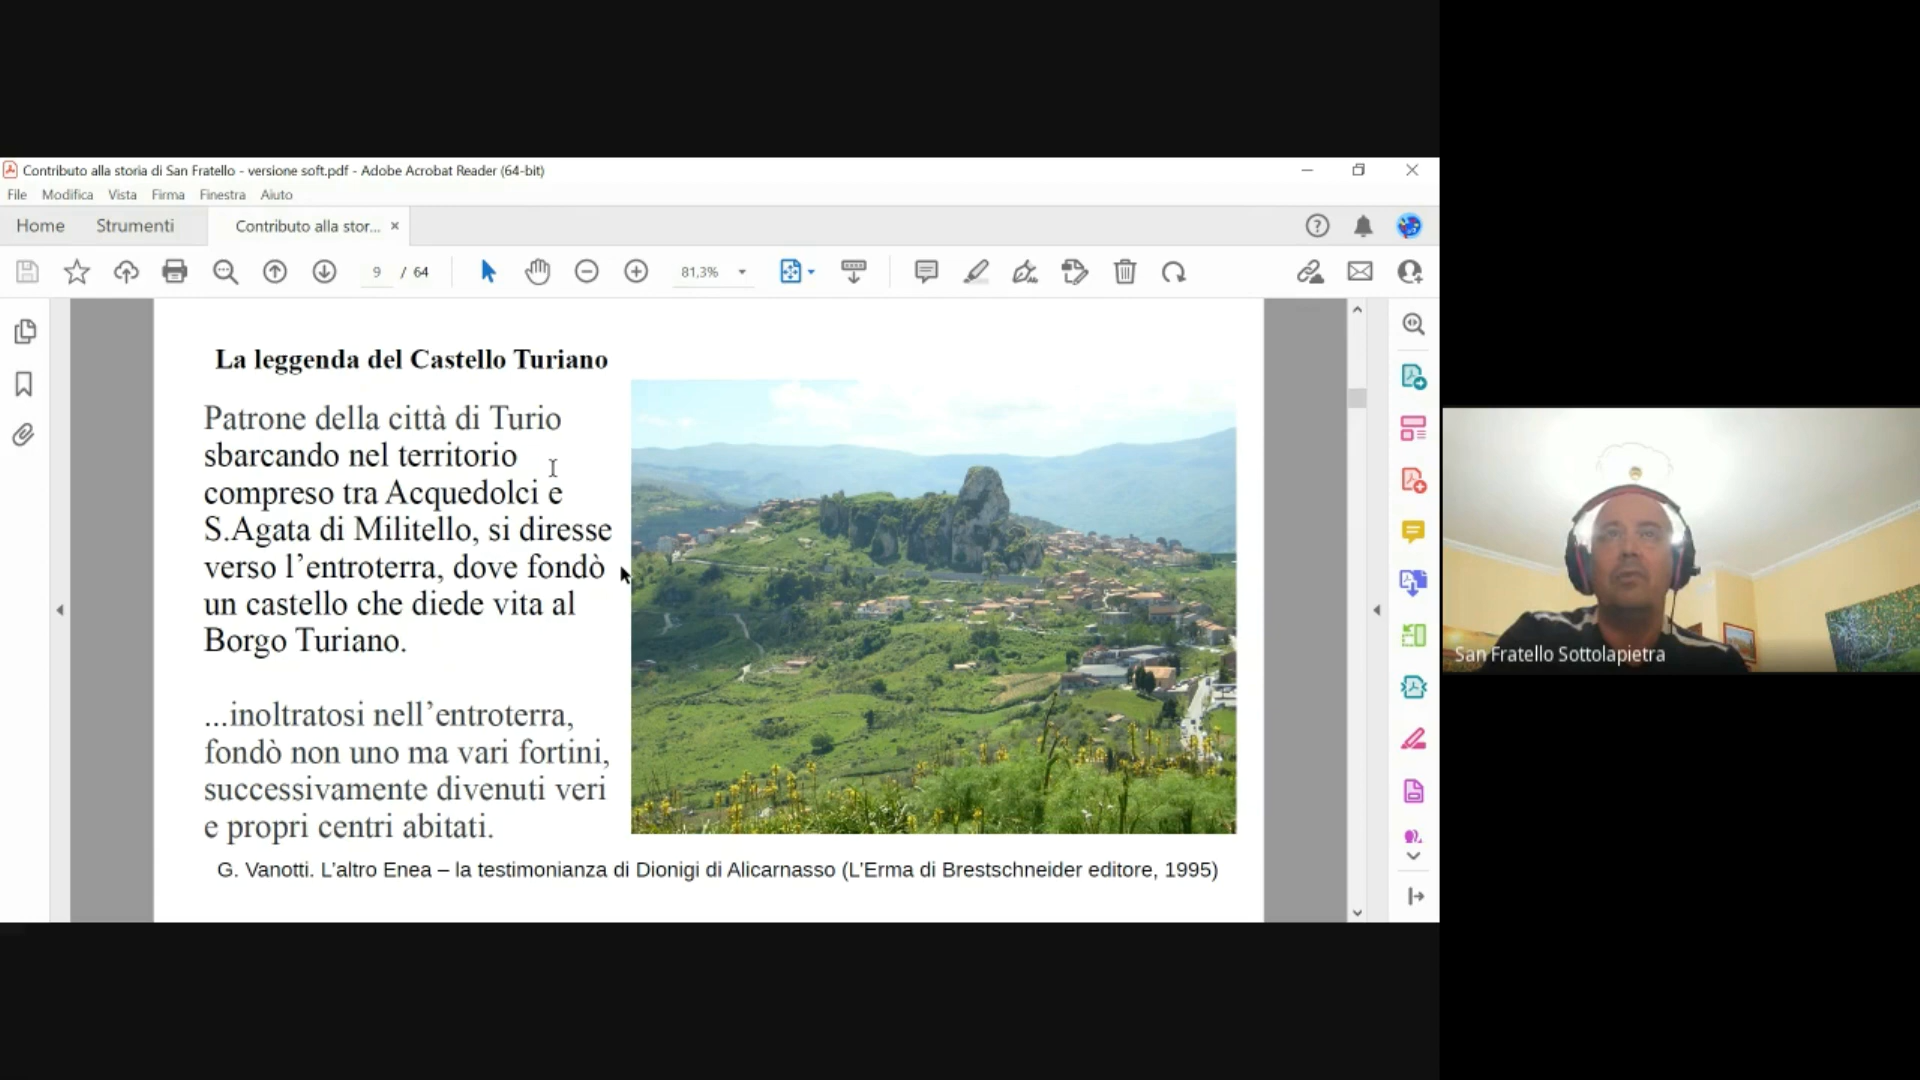 Contributo alla storia di San Fratello - versione soft.pdf - Adobe Acrobat Reader (64-bit)
File Modifica Vista Firma Finestra Aiuto
Home Strumenti Contributo alla stor...
9 / 64 81,3%
La leggenda del Castello Turiano
Patrone della città di Turio
sbarcando nel territorio
compreso tra Acquedolci e
S.Agata di Militello, si diresse
verso l’entroterra, dove fondò
un castello che diede vita al
Borgo Turiano.
...inoltratosi nell’entroterra,
fondò non uno ma vari fortini,
successivamente divenuti veri
e propri centri abitati.
G. Vanotti. L’altro Enea – la testimonianza di Dionigi di Alicarnasso (L’Erma di Brestschneider editore, 1995)
San Fratello Sottolapietra